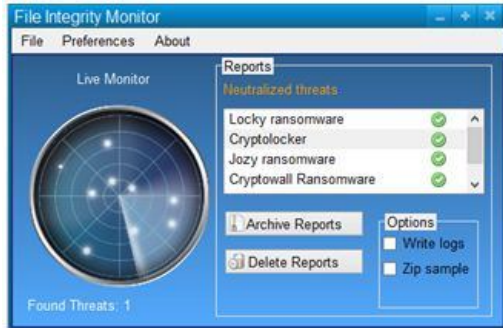 File Integrity Monitor
File Preferences About
Live Monitor
Found Threats: 1
Reports
Neutralized threats
Locky ransomware
Cryptolocker
Jozy ransomware
Cryptowall Ransomware
Archive Reports
Delete Reports
Options
Write logs
Zip sample